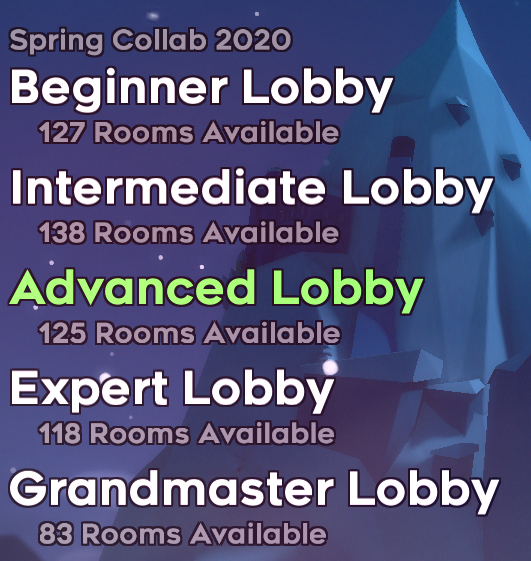 Spring Collab 2020
Beginner Lobby
127 Rooms Available
Intermediate Lobby
138 Rooms Available
Advanced Lobby
125 Rooms Available
Expert Lobby
118 Rooms Available
Grandmaster Lobby
83 Rooms Available